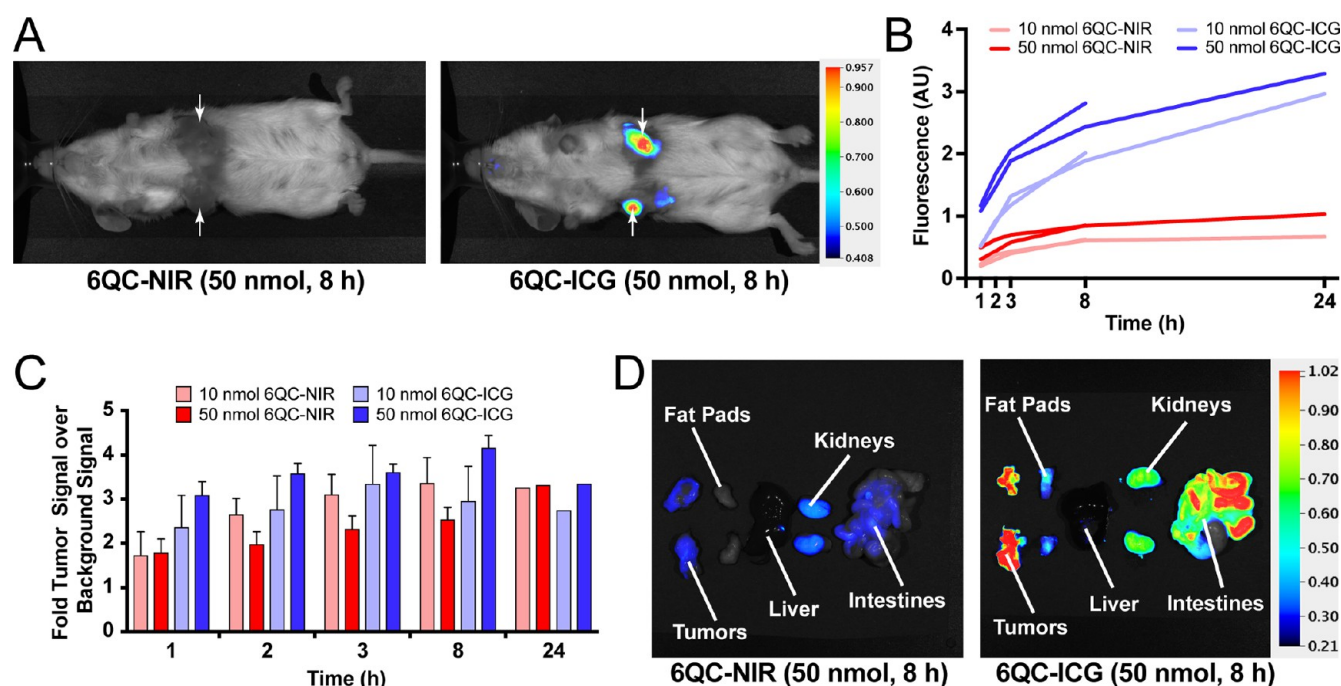 A
6QC-NIR (50 nmol, 8 h)
6QC-ICG (50 nmol, 8 h)
0.957
0.900
0.800
0.700
0.600
0.500
0.408
B
10 nmol 6QC-NIR
10 nmol 6QC-ICG
50 nmol 6QC-NIR
50 nmol 6QC-ICG
Fluorescence (AU)
4
3
2
1
0
1 2 3 8 24
Time (h)
C
10 nmol 6QC-NIR
10 nmol 6QC-ICG
50 nmol 6QC-NIR
50 nmol 6QC-ICG
Fold Tumor Signal over
Background Signal
5
4
3
2
1
0
1 2 3 8 24
Time (h)
D
Fat Pads
Kidneys
Liver
Intestines
Tumors
6QC-NIR (50 nmol, 8 h)
Fat Pads
Kidneys
Liver
Intestines
Tumors
6QC-ICG (50 nmol, 8 h)
1.02
0.90
0.80
0.70
0.60
0.50
0.40
0.30
0.21